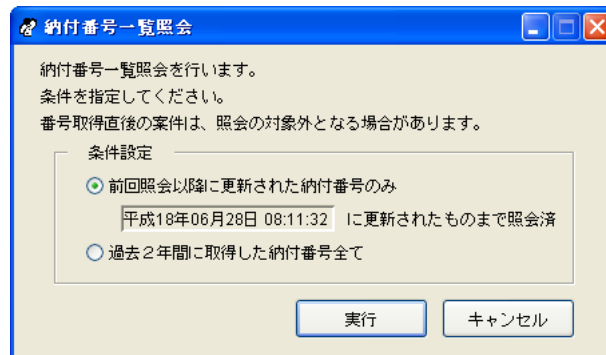 納付番号一覧照会
納付番号一覧照会を行います。
条件を指定してください。
番号取得直後の案件は、照会の対象外となる場合があります。
条件設定
前回照会以降に更新された納付番号のみ
平成18年06月28日 08:11:32 に更新されたものまで照会済
過去２年間に取得した納付番号全て
実行 キャンセル